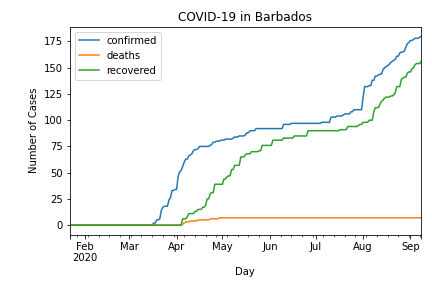 COVID-19 in Barbados
confirmed
deaths
recovered
Number of Cases
175
150
125
100
75
50
25
0
Feb Mar Apr May Jun Jul Aug Sep
2020
Day